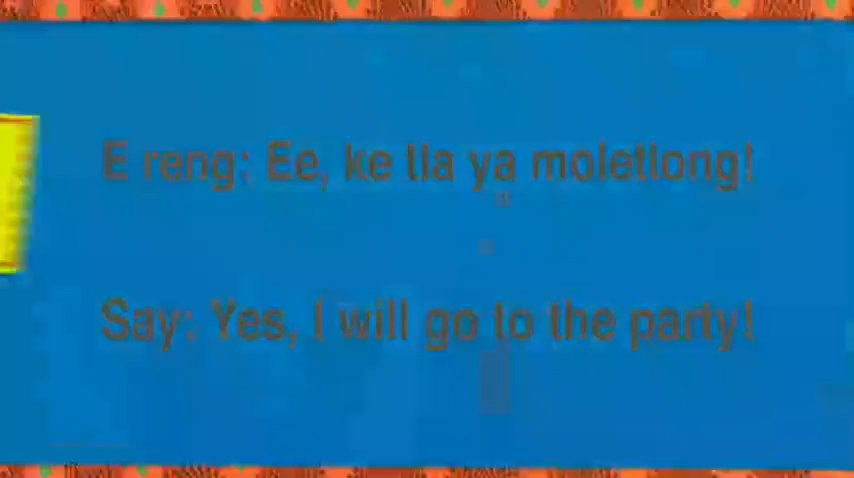 E reng: Ee, ke tla ya moletlong!
Say: Yes, I will go to the party!